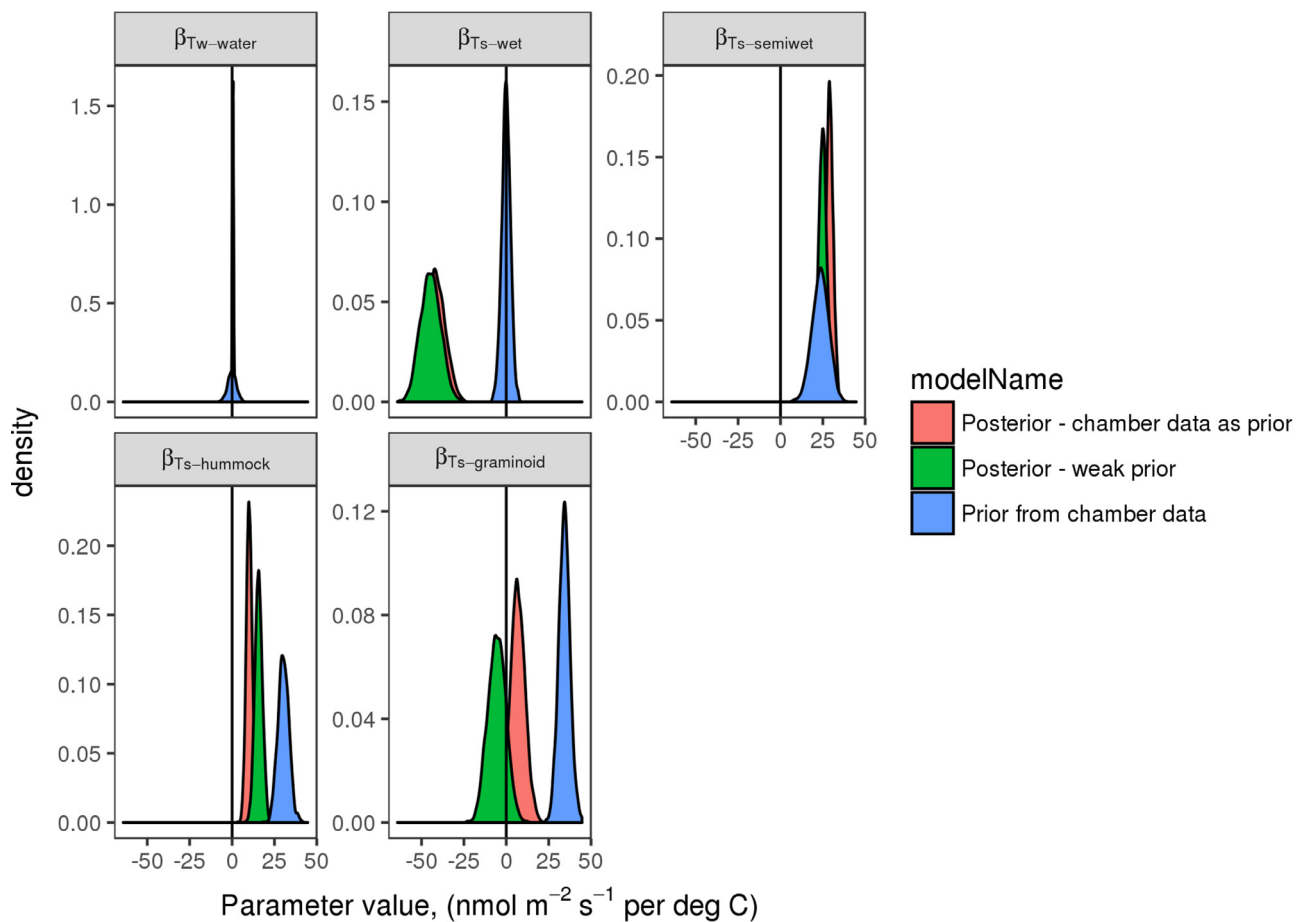 β_Tw−water
β_Ts−wet
β_Ts−semiwet
1.5
1.0
0.5
0.0
0.15
0.10
0.05
0.00
0.20
0.15
0.10
0.05
0.00
-50 -25 0 25 50
β_Ts−hummock
β_Ts−graminoid
0.20
0.15
0.10
0.05
0.00
0.12
0.08
0.04
0.00
-50 -25 0 25 50
-50 -25 0 25 50
density
Parameter value, (nmol m⁻² s⁻¹ per deg C)
modelName
Posterior - chamber data as prior
Posterior - weak prior
Prior from chamber data